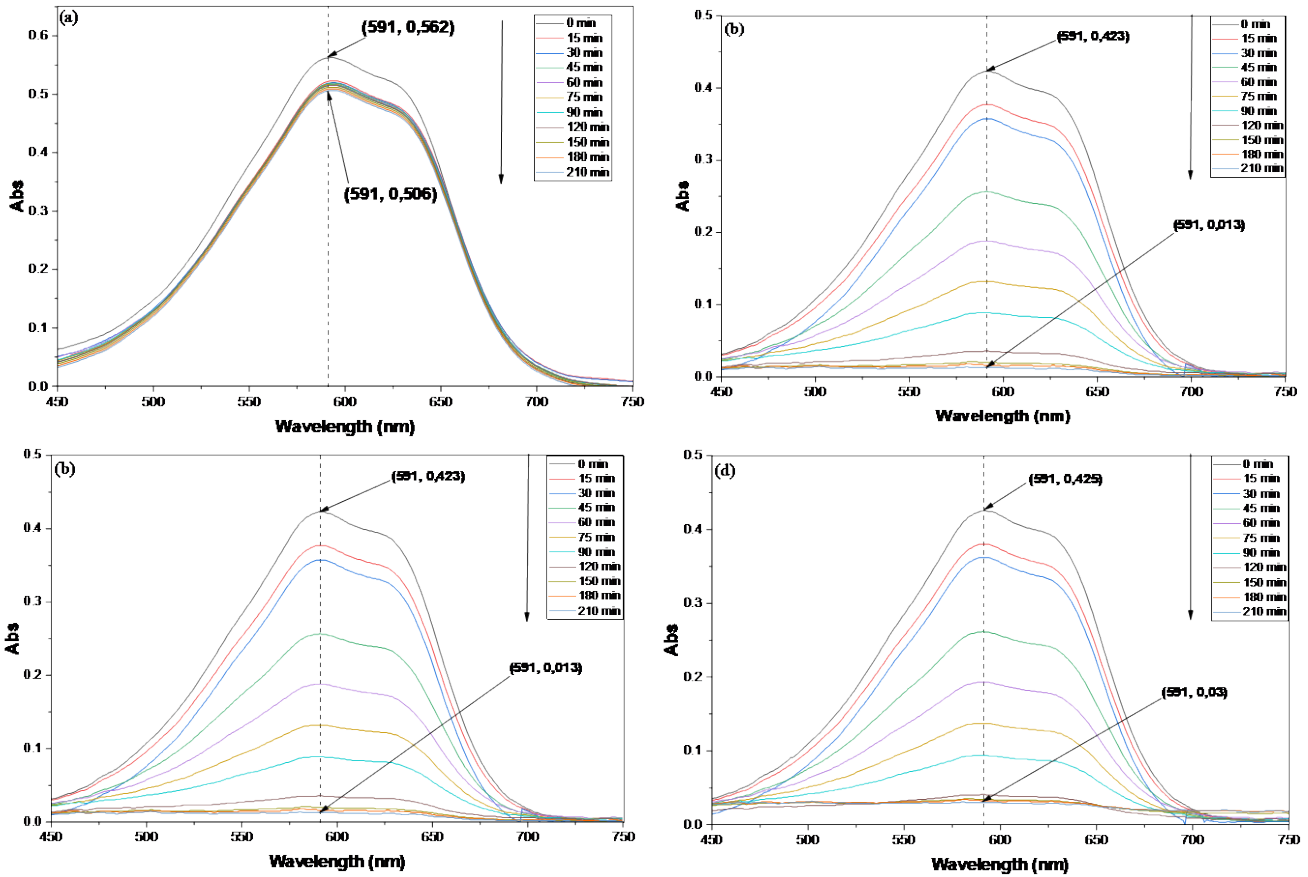 (a)
0.6
0.5
0.4
0.3
0.2
0.1
0.0
Abs
450 500 550 600 650 700 750
Wavelength (nm)
(591, 0,562)
(591, 0,506)
0 min
15 min
30 min
45 min
60 min
75 min
90 min
120 min
150 min
180 min
210 min
(b)
0.5
0.4
0.3
0.2
0.1
0.0
Abs
450 500 550 600 650 700 750
Wavelength (nm)
(591, 0,423)
(591, 0,013)
0 min
15 min
30 min
45 min
60 min
75 min
90 min
120 min
150 min
180 min
210 min
(b)
0.5
0.4
0.3
0.2
0.1
0.0
Abs
450 500 550 600 650 700 750
Wavelength (nm)
(591, 0,423)
(591, 0,013)
0 min
15 min
30 min
45 min
60 min
75 min
90 min
120 min
150 min
180 min
210 min
(d)
0.5
0.4
0.3
0.2
0.1
0.0
Abs
450 500 550 600 650 700 750
Wavelength (nm)
(591, 0,425)
(591, 0,03)
0 min
15 min
30 min
45 min
60 min
75 min
90 min
120 min
150 min
180 min
210 min